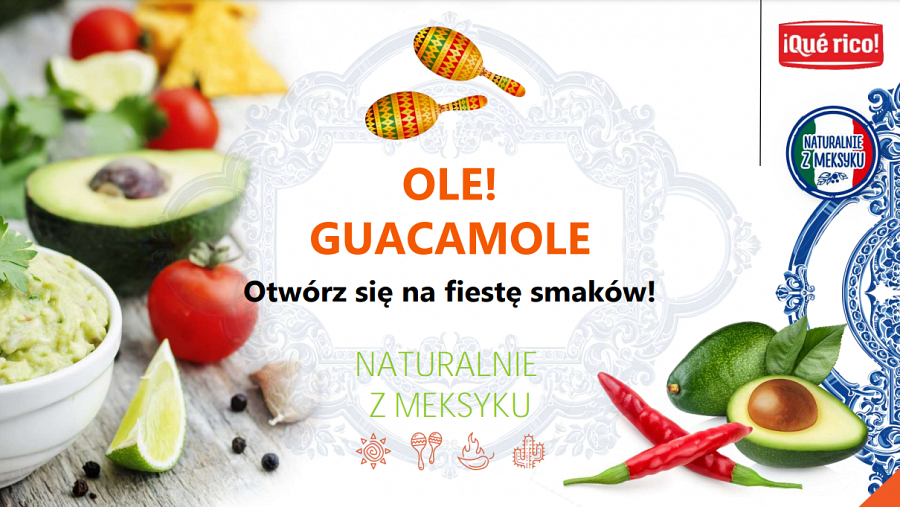 ¡Qué rico!
NATURALNIE
Z MEKSYKU
OLE!
GUACAMOLE
Otwórz się na fiestę smaków!
NATURALNIE
Z MEKSYKU